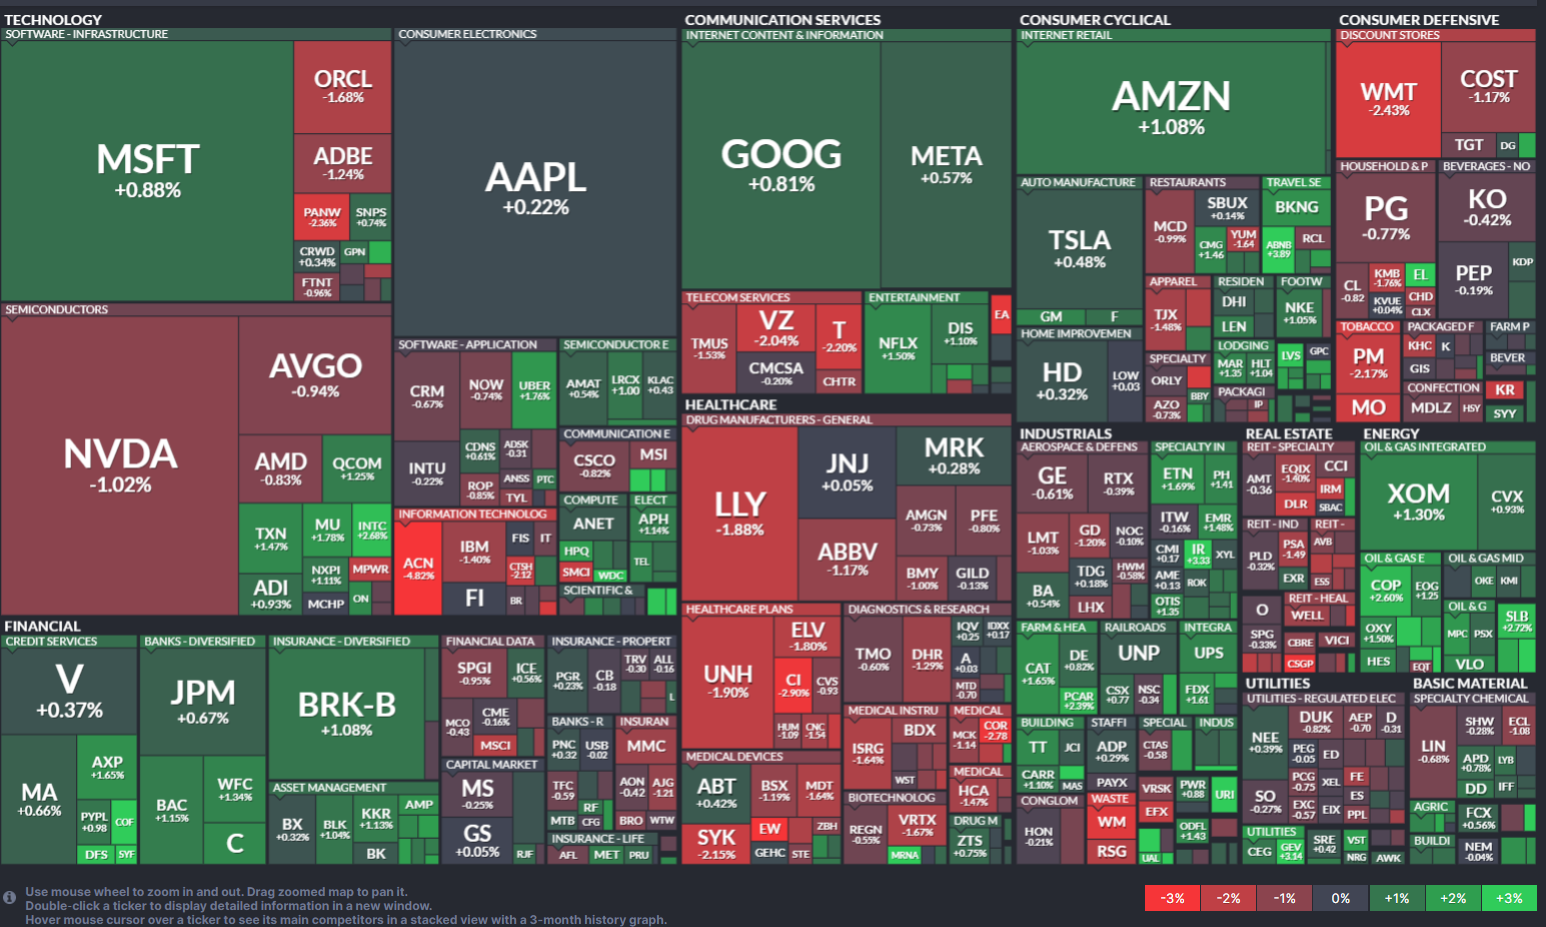 TECHNOLOGY
SOFTWARE - INFRASTRUCTURE
MSFT
+0.88%
ORCL
-1.68%
ADBE
-1.24%
PANW
-2.36%
SNPS
+0.74%
CRWD
+0.34%
GPN
FTNT
-0.96%
CONSUMER ELECTRONICS
AAPL
+0.22%
SEMICONDUCTORS
NVDA
-1.02%
AVGO
-0.94%
AMD
-0.83%
QCOM
+1.25%
TXN
+1.47%
MU
+1.78%
INTC
+2.68%
ADI
+0.93%
NXPI
+1.11%
MPWR
MCHP
ON
SOFTWARE - APPLICATION
CRM
-0.67%
NOW
-0.74%
UBER
+1.76%
INTU
-0.22%
CDNS
+0.61%
ADSK
-0.31
ROP
-0.85%
ANSS
PTC
TYL
SEMICONDUCTOR E
AMAT
+0.54%
LRCX
+1.00
KLAC
+0.43
COMMUNICATION E
CSCO
-0.82%
MSI
INFORMATION TECHNOLOG
ACN
-4.82%
IBM
-1.40%
FIS
IT
CTSH
-2.12
FI
BR
COMPUTE
ANET
HPQ
SMCI
WDC
ELECT
APH
+1.14%
TEL
SCIENTIFIC &
COMMUNICATION SERVICES
INTERNET CONTENT & INFORMATION
GOOG
+0.81%
META
+0.57%
TELECOM SERVICES
TMUS
-1.53%
VZ
-2.04%
T
-2.20%
CMCSA
-0.20%
CHTR
ENTERTAINMENT
NFLX
+1.50%
DIS
+1.10%
EA
CONSUMER CYCLICAL
INTERNET RETAIL
AMZN
+1.08%
AUTO MANUFACTURE
TSLA
+0.48%
GM
F
RESTAURANTS
MCD
-0.99%
SBUX
+0.14%
CMG
+1.46
YUM
-1.64
TRAVEL SE
BKNG
ABNB
+3.89
RCL
HOME IMPROVEMEN
HD
+0.32%
LOW
+0.03
APPAREL
TJX
-1.48%
RESIDEN
DHI
LEN
FOOTW
NKE
+1.05%
SPECIALTY
ORLY
AZO
-0.73%
BBY
LODGING
MAR
+1.35
HLT
+1.04
LVS
GPC
PACKAGI
IP
CONSUMER DEFENSIVE
DISCOUNT STORES
WMT
-2.43%
COST
-1.17%
TGT
DG
HOUSEHOLD & P
PG
-0.77%
CL
-0.82
KMB
-1.76%
EL
KVUE
+0.04%
CHD
CLX
BEVERAGES - NO
KO
-0.42%
PEP
-0.19%
KDP
TOBACCO
PM
-2.17%
MO
PACKAGED F
KHC
K
GIS
FARM P
BEVER
CONFECTION
MDLZ
HSY
KR
SYY
HEALTHCARE
DRUG MANUFACTURERS - GENERAL
LLY
-1.88%
JNJ
+0.05%
MRK
+0.28%
ABBV
-1.17%
AMGN
-0.73%
PFE
-0.80%
BMY
-1.00%
GILD
-0.13%
HEALTHCARE PLANS
UNH
-1.90%
ELV
-1.80%
CI
-2.90%
CVS
-0.93
HUM
-1.09
CNC
-1.54
DIAGNOSTICS & RESEARCH
TMO
-0.60%
DHR
-1.29%
IQV
+0.25
IDXX
+0.17
A
+0.03
MTD
-0.70
MEDICAL DEVICES
ABT
+0.42%
BSX
-1.19%
MDT
-1.64%
SYK
-2.15%
EW
ZBH
GEHC
STE
MEDICAL INSTRU
ISRG
-1.64%
BDX
WST
MEDICAL
MCK
-1.14
COR
-2.78
MEDICAL
HCA
-1.47%
BIOTECHNOLOG
REGN
-0.55%
VRTX
-1.67%
MRNA
DRUG M
ZTS
+0.75%
INDUSTRIALS
AEROSPACE & DEFENS
GE
-0.61%
RTX
-0.39%
LMT
-1.03%
GD
-1.20%
NOC
-0.10%
BA
+0.54%
TDG
+0.18%
HWM
-0.58%
LHX
SPECIALTY IN
ETN
+1.69%
PH
+1.41
ITW
-0.16%
EMR
+1.48%
CMI
+0.17
IR
+3.33
XYL
AME
+0.13
ROK
OTIS
+1.35
FARM & HEA
CAT
+1.65%
DE
+0.82%
PCAR
+2.39%
RAILROADS
UNP
CSX
+0.77
NSC
-0.34
INTEGRA
UPS
FDX
+1.61
BUILDING
TT
JCI
CARR
+1.10%
MAS
STAFFI
ADP
+0.29%
PAYX
SPECIAL
CTAS
-0.58
INDUS
CONGLOM
HON
-0.21%
WASTE
WM
RSG
VRSK
EFX
UAL
PWR
+0.88
URI
ODFL
+1.43
REAL ESTATE
REIT - SPECIALTY
AMT
-0.36
EQIX
-1.40%
CCI
DLR
IRM
SBAC
REIT - IND
PLD
-0.32%
PSA
-1.49
EXR
REIT -
AVB
ESS
O
SPG
-0.33%
REIT - HEAL
WELL
CBRE
VICI
CSGP
ENERGY
OIL & GAS INTEGRATED
XOM
+1.30%
CVX
+0.93%
OIL & GAS E
COP
+2.60%
EOG
+1.25
OXY
+1.50%
HES
EQT
OIL & GAS MID
OKE
KMI
OIL & G
MPC
PSX
VLO
SLB
+2.72%
UTILITIES
UTILITIES - REGULATED ELEC
NEE
+0.39%
DUK
-0.82%
AEP
-0.70
D
-0.31
SO
-0.27%
PEG
-0.05
ED
PCG
-0.75
XEL
FE
ES
EXC
-0.57
EIX
PPL
UTILITIES
CEG
GEV
+3.14
SRE
+0.42
VST
NRG
AWK
BASIC MATERIAL
SPECIALTY CHEMICAL
LIN
-0.68%
SHW
-0.28%
ECL
-1.08
APD
+0.78%
LYB
DD
IFF
AGRIC
FCX
+0.56%
BUILDI
NEM
-0.04%
FINANCIAL
CREDIT SERVICES
V
+0.37%
MA
+0.66%
AXP
+1.65%
PYPL
+0.98
COF
DFS
SYF
BANKS - DIVERSIFIED
JPM
+0.67%
BAC
+1.15%
WFC
+1.34%
C
INSURANCE - DIVERSIFIED
BRK-B
+1.08%
ASSET MANAGEMENT
BX
+0.32%
BLK
+1.04%
KKR
+1.13%
AMP
BK
FINANCIAL DATA
SPGI
-0.95%
ICE
+0.56%
MCO
-0.43
CME
-0.16%
MSCI
CAPITAL MARKET
MS
-0.25%
GS
+0.05%
RJF
INSURANCE - PROPERT
PGR
+0.23%
CB
-0.18
TRV
-0.30
ALL
-0.16
L
BANKS - R
PNC
+0.32
USB
-0.02
TFC
-0.59
RF
MTB
CFG
INSURAN
MMC
AON
-0.42
AJG
-1.21
BRO
WTW
INSURANCE - LIFE
AFL
MET
PRU
Use mouse wheel to zoom in and out. Drag zoomed map to pan it.
Double-click a ticker to display detailed information in a new window.
Hover mouse cursor over a ticker to see its main competitors in a stacked view with a 3-month history graph.
-3%
-2%
-1%
0%
+1%
+2%
+3%